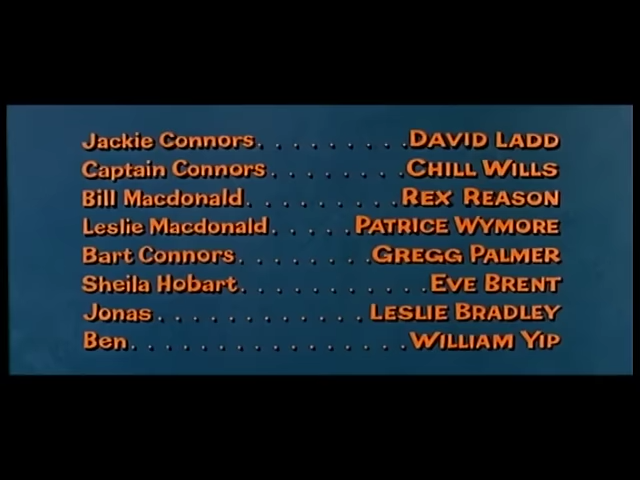 Jackie Connors. . . . . . . . .DAVID LADD
Captain Connors. . . . . . . . .CHILL WILLS
Bill Macdonald. . . . . . . . . .REX REASON
Leslie Macdonald. . . . . .PATRICE WYMORE
Bart Connors. . . . . . . . .GREGG PALMER
Sheila Hobart. . . . . . . . . . . .EVE BRENT
Jonas. . . . . . . . . . . . .LESLIE BRADLEY
Ben. . . . . . . . . . . . . . . . .WILLIAM YIP